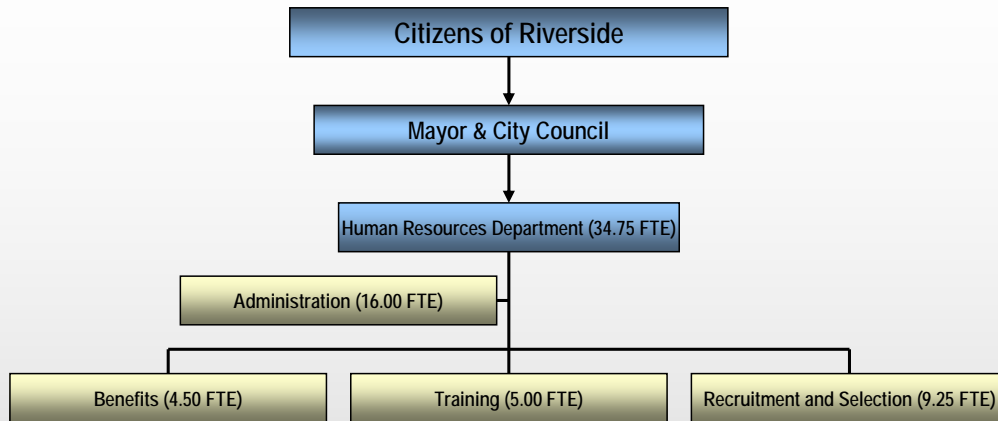 Citizens of Riverside
Mayor & City Council
Human Resources Department (34.75 FTE)
Administration (16.00 FTE)
Benefits (4.50 FTE)
Training (5.00 FTE)
Recruitment and Selection (9.25 FTE)